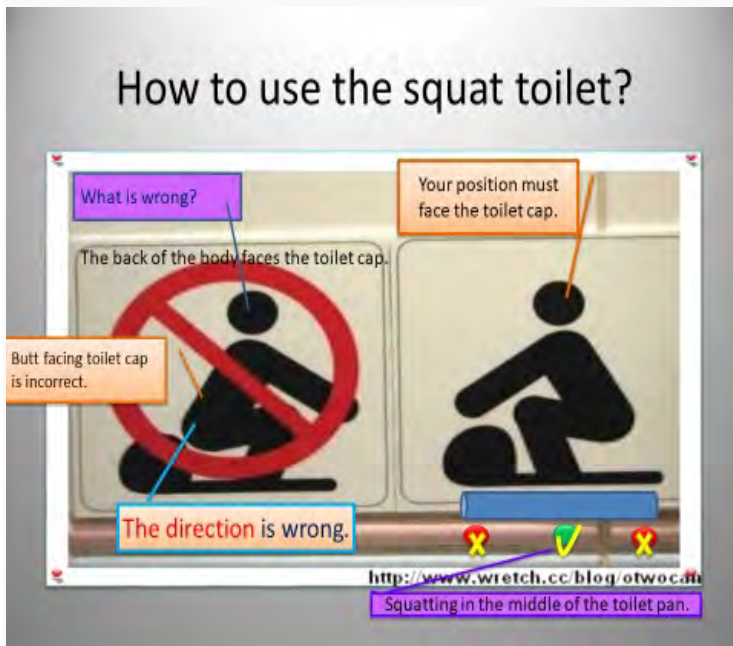 How to use the squat toilet?
What is wrong?
Your position must
face the toilet cap.
The back of the body faces the toilet cap.
Butt facing toilet cap
is incorrect.
The direction is wrong.
http://www.wretch.cc/blog/otwocan
Squatting in the middle of the toilet pan.